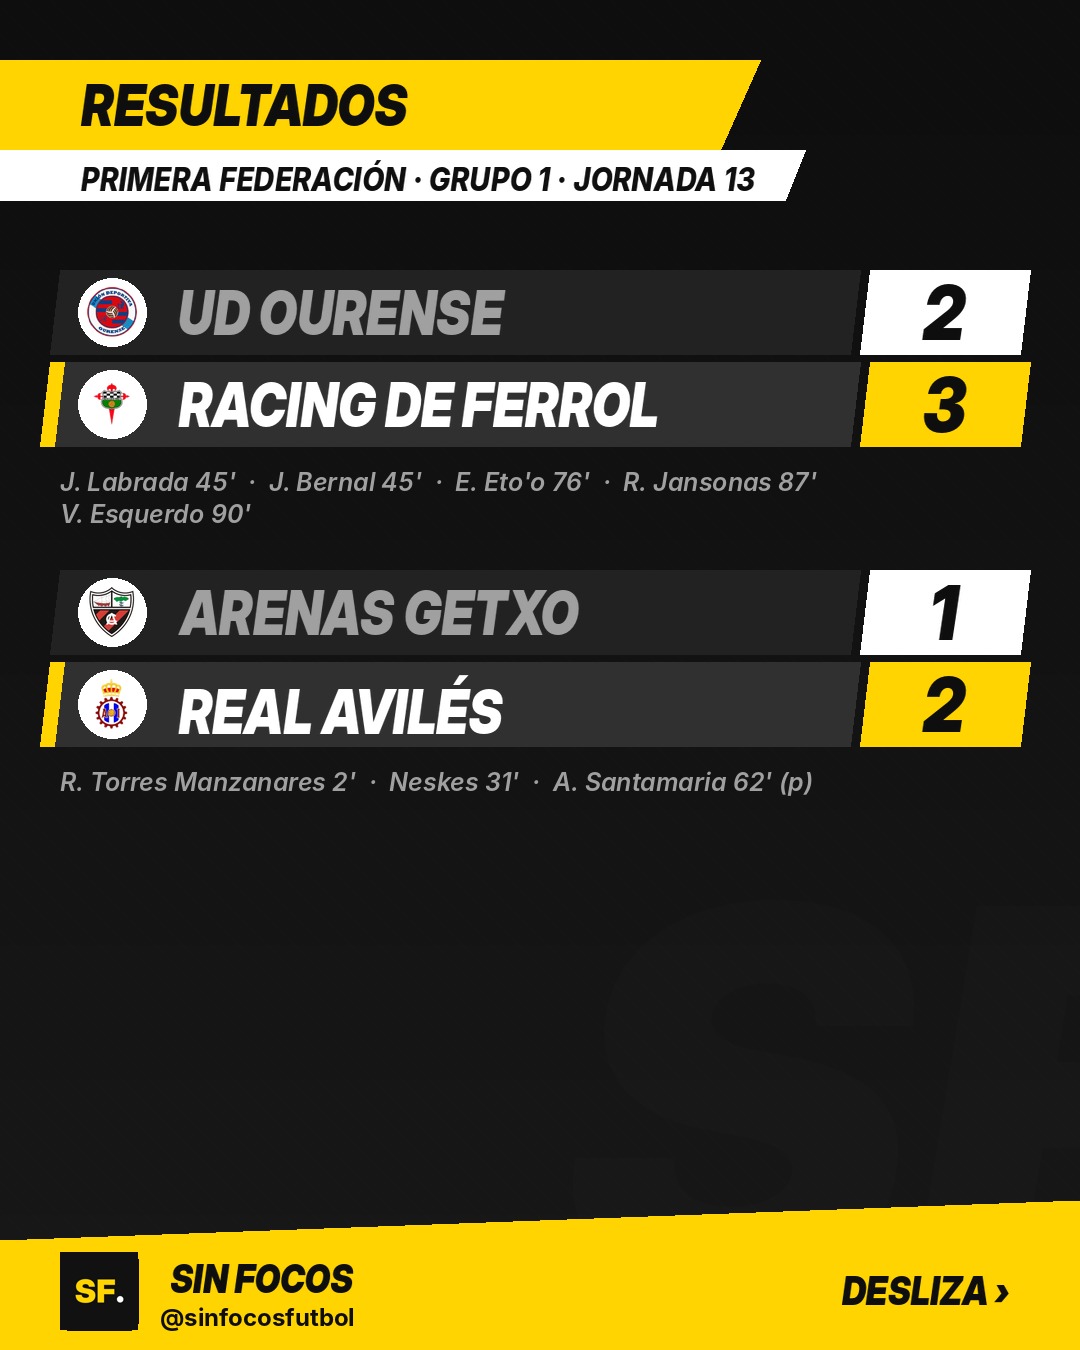 RESULTADOS
PRIMERA FEDERACIÓN · GRUPO 1 · JORNADA 13
UD OURENSE 2
RACING DE FERROL 3
J. Labrada 45' · J. Bernal 45' · E. Eto'o 76' · R. Jansonas 87'
V. Esquerdo 90'
ARENAS GETXO 1
REAL AVILÉS 2
R. Torres Manzanares 2' · Neskes 31' · A. Santamaria 62' (p)
SF
SF.
SIN FOCOS
@sinfocosfutbol
DESLIZA ›